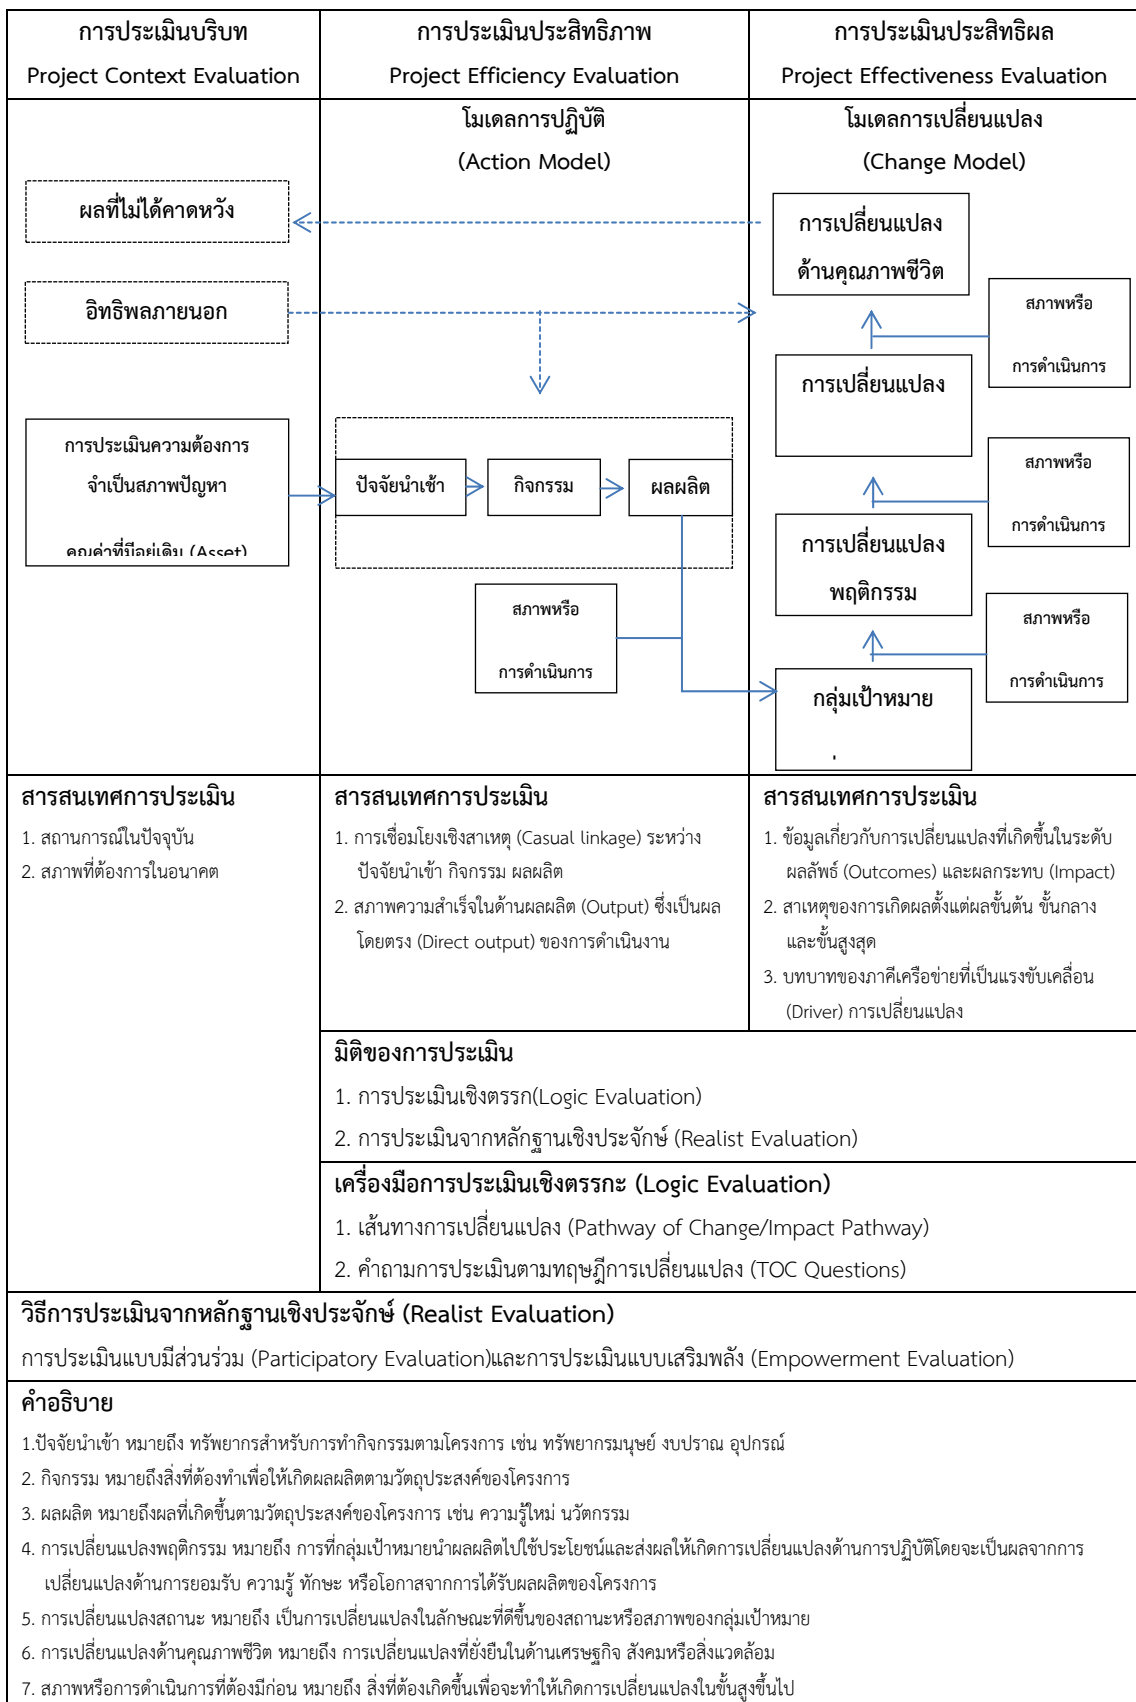 การประเมินบริบท
Project Context Evaluation
การประเมินประสิทธิภาพ
Project Efficiency Evaluation
การประเมินประสิทธิผล
Project Effectiveness Evaluation
โมเดลการปฏิบัติ
(Action Model)
โมเดลการเปลี่ยนแปลง
(Change Model)
ผลที่ไม่ได้คาดหวัง
อิทธิพลภายนอก
การประเมินความต้องการ
จำเป็นสภาพปัญหา
คุณค่าที่มีอยู่เดิม (Asset)
ปัจจัยนำเข้า
กิจกรรม
ผลผลิต
สภาพหรือ
การดำเนินการ
การเปลี่ยนแปลง
ด้านคุณภาพชีวิต
สภาพหรือ
การดำเนินการ
การเปลี่ยนแปลง
สภาพหรือ
การดำเนินการ
การเปลี่ยนแปลง
พฤติกรรม
สภาพหรือ
การดำเนินการ
กลุ่มเป้าหมาย
สารสนเทศการประเมิน
1. สถานการณ์ในปัจจุบัน
2. สภาพที่ต้องการในอนาคต
สารสนเทศการประเมิน
1. การเชื่อมโยงเชิงสาเหตุ (Casual linkage) ระหว่าง
ปัจจัยนำเข้า กิจกรรม ผลผลิต
2. สภาพความสำเร็จในด้านผลผลิต (Output) ซึ่งเป็นผล
โดยตรง (Direct output) ของการดำเนินงาน
สารสนเทศการประเมิน
1. ข้อมูลเกี่ยวกับการเปลี่ยนแปลงที่เกิดขึ้นในระดับ
ผลลัพธ์ (Outcomes) และผลกระทบ (Impact)
2. สาเหตุของการเกิดผลตั้งแต่ผลขั้นต้น ขั้นกลาง
และขั้นสูงสุด
3. บทบาทของภาคีเครือข่ายที่เป็นแรงขับเคลื่อน
(Driver) การเปลี่ยนแปลง
มิติของการประเมิน
1. การประเมินเชิงตรรก(Logic Evaluation)
2. การประเมินจากหลักฐานเชิงประจักษ์ (Realist Evaluation)
เครื่องมือการประเมินเชิงตรรกะ (Logic Evaluation)
1. เส้นทางการเปลี่ยนแปลง (Pathway of Change/Impact Pathway)
2. คำถามการประเมินตามทฤษฎีการเปลี่ยนแปลง (TOC Questions)
วิธีการประเมินจากหลักฐานเชิงประจักษ์ (Realist Evaluation)
การประเมินแบบมีส่วนร่วม (Participatory Evaluation)และการประเมินแบบเสริมพลัง (Empowerment Evaluation)
คำอธิบาย
1.ปัจจัยนำเข้า หมายถึง ทรัพยากรสำหรับการทำกิจกรรมตามโครงการ เช่น ทรัพยากรมนุษย์ งบปราณ อุปกรณ์
2. กิจกรรม หมายถึงสิ่งที่ต้องทำเพื่อให้เกิดผลผลิตตามวัตถุประสงค์ของโครงการ
3. ผลผลิต หมายถึงผลที่เกิดขึ้นตามวัตถุประสงค์ของโครงการ เช่น ความรู้ใหม่ นวัตกรรม
4. การเปลี่ยนแปลงพฤติกรรม หมายถึง การที่กลุ่มเป้าหมายนำผลผลิตไปใช้ประโยชน์และส่งผลให้เกิดการเปลี่ยนแปลงด้านการปฏิบัติโดยจะเป็นผลจากการ
เปลี่ยนแปลงด้านการยอมรับ ความรู้ ทักษะ หรือโอกาสจากการได้รับผลผลิตของโครงการ
5. การเปลี่ยนแปลงสถานะ หมายถึง เป็นการเปลี่ยนแปลงในลักษณะที่ดีขึ้นของสถานะหรือสภาพของกลุ่มเป้าหมาย
6. การเปลี่ยนแปลงด้านคุณภาพชีวิต หมายถึง การเปลี่ยนแปลงที่ยั่งยืนในด้านเศรษฐกิจ สังคมหรือสิ่งแวดล้อม
7. สภาพหรือการดำเนินการที่ต้องมีก่อน หมายถึง สิ่งที่ต้องเกิดขึ้นเพื่อจะทำให้เกิดการเปลี่ยนแปลงในขั้นสูงขึ้นไป